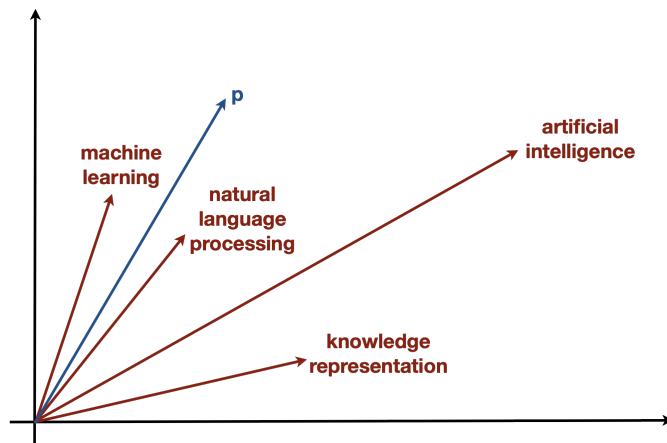 p
machine
learning
artificial
intelligence
natural
language
processing
knowledge
representation